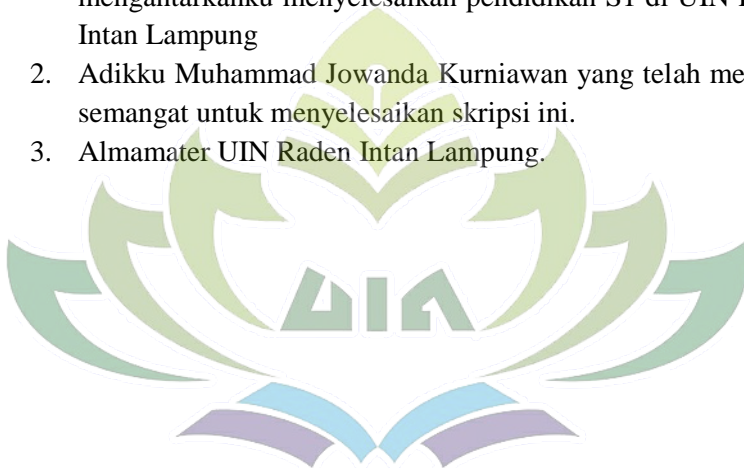 mengantarkanku menyelesaikan pendidikan S1 di UIN
Intan Lampung
2. Adikku Muhammad Jowanda Kurniawan yang telah me
semangat untuk menyelesaikan skripsi ini.
3. Almamater UIN Raden Intan Lampung.
UIN